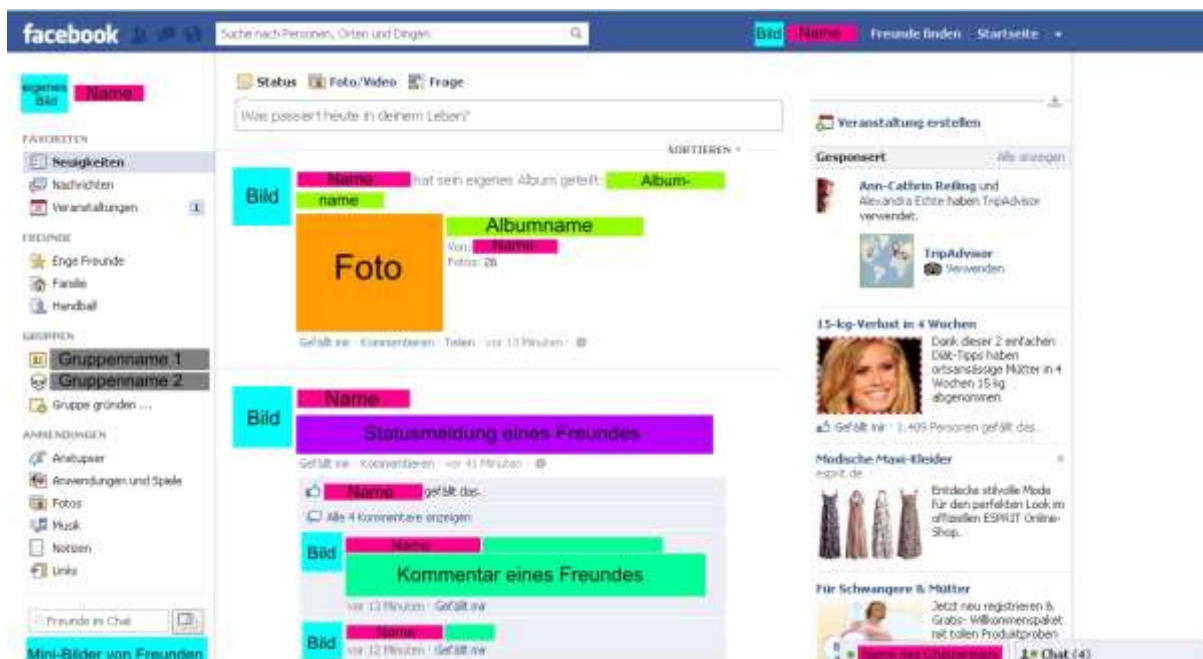 facebook
Suche nach Personen, Orten und Dingen
Bild Name Freunde finden Startseite
eigenes
Bild
Name
FAVORITEN
Neuigkeiten
Nachrichten
Veranstaltungen 1
FREUNDE
Enge Freunde
Familie
Handball
GRUPPEN
Gruppenname 1
Gruppenname 2
Gruppe gründen ...
ANWENDUNGEN
Anstupser
Anwendungen und Spiele
Fotos
Musik
Notizen
Links
Freunde im Chat
Mini-Bilder von Freunden
Status Foto/Video Frage
Was passiert heute in deinem Leben?
SORTIEREN
Bild
Name hat sein eigenes Album geteilt: Album-
name
Foto
Albumname
Von: Name
Fotos: 26
Gefällt mir · Kommentieren · Teilen · vor 13 Minuten ·
Bild
Name
Statusmeldung eines Freundes
Gefällt mir · Kommentieren · vor 41 Minuten ·
Name gefällt das.
Alle 4 Kommentare anzeigen
Bild
Name
Kommentar eines Freundes
vor 13 Minuten · Gefällt mir
Bild
Name
vor 12 Minuten · Gefällt mir
Veranstaltung erstellen
Gesponsert Alle anzeigen
Ann-Cathrin Reiling und
Alexandra Echte haben TripAdvisor
verwendet.
TripAdvisor
Verwenden
15-kg-Verlust in 4 Wochen
Dank dieser 2 einfachen
Diät-Tipps haben
ortsansässige Mütter in 4
Wochen 15 kg
abgenommen
Gefällt mir · 1.409 Personen gefällt das.
Modische Maxi-Kleider
esprit.de
Entdecke stilvolle Mode
für den perfekten Look im
offiziellen ESPRIT Online-
Shop.
Für Schwangere & Mütter
Jetzt neu registrieren &
Gratis- Willkommenspaket
mit tollen Produktproben
Name des Chatpartners
Chat (4)